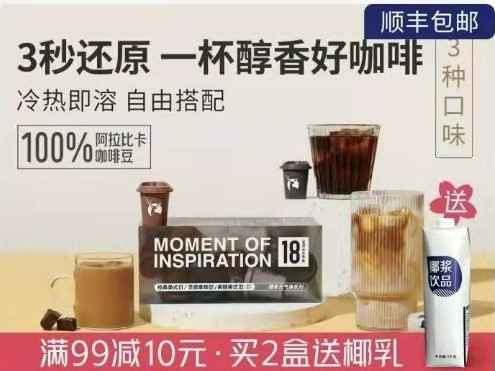 顺丰包邮
3秒还原 一杯醇香好咖啡
冷热即溶 自由搭配
100% 阿拉比卡
咖啡豆
3种口味
MOMENT OF
INSPIRATION
18
送
椰浆
饮品
满99减10元·买2盒送椰乳